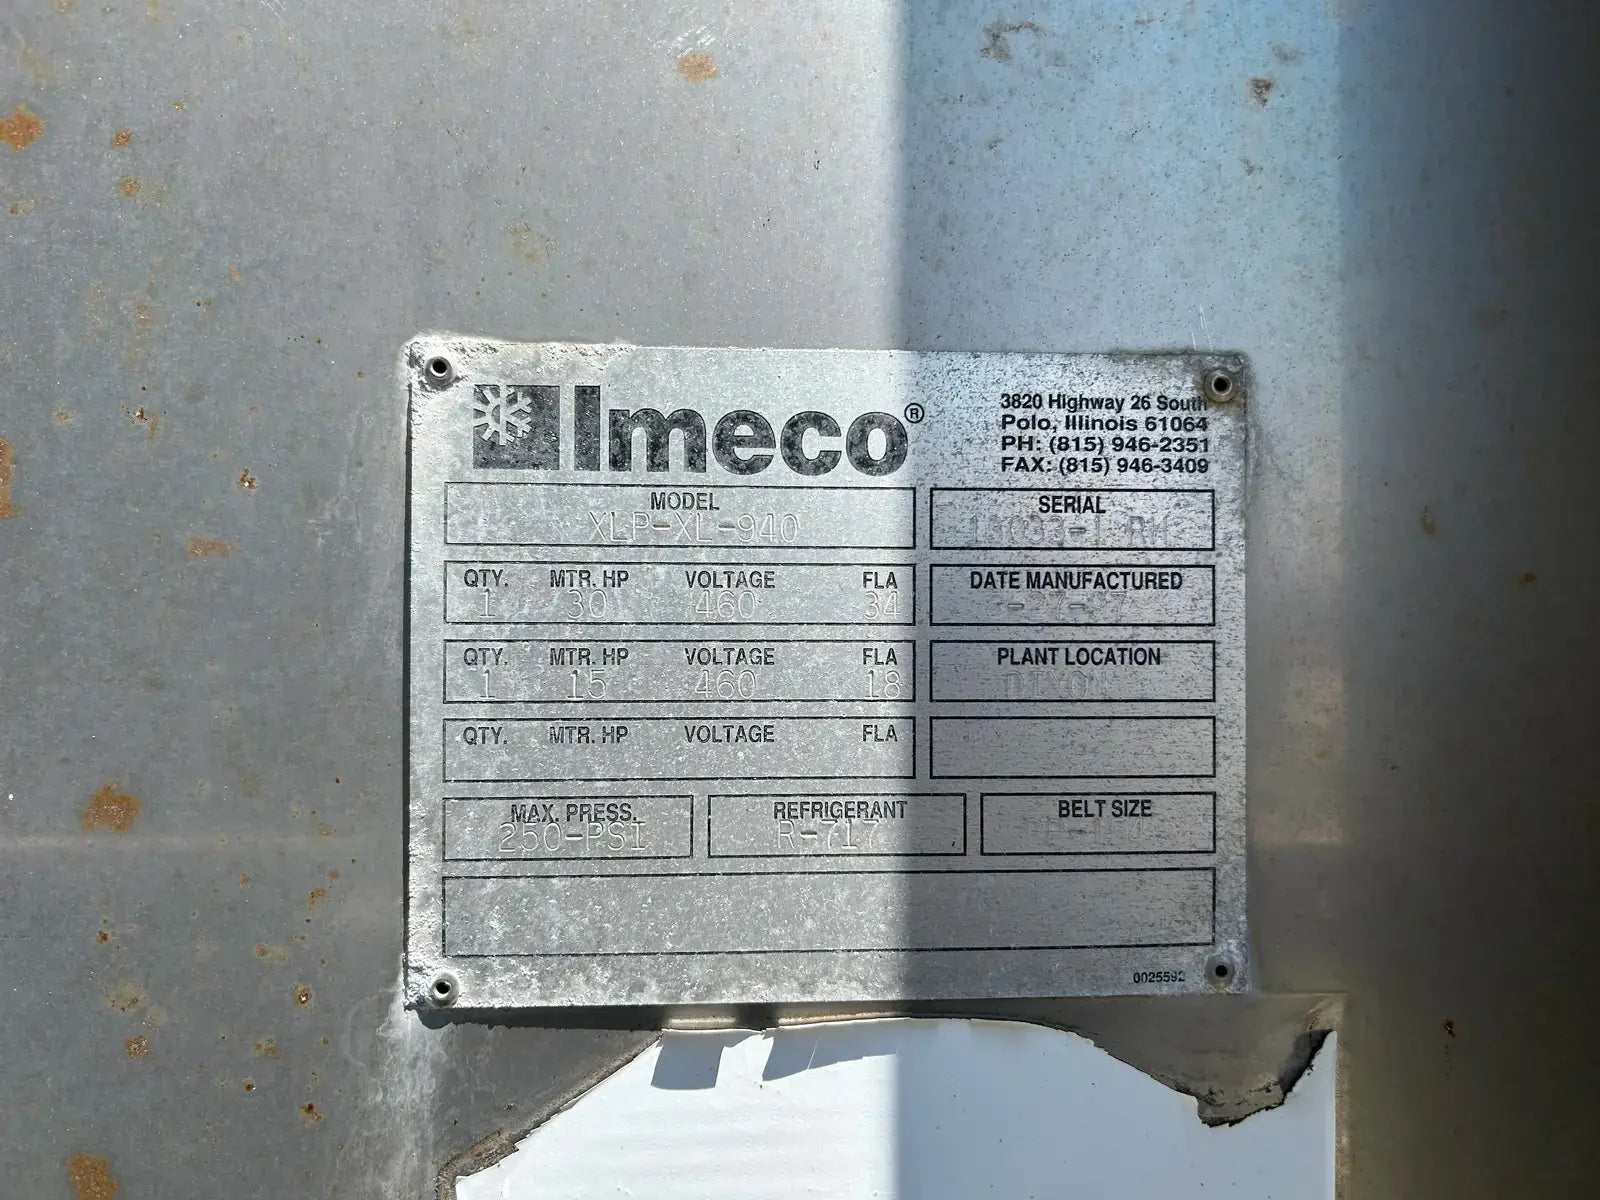 Imeco®
3820 Highway 26 South
Polo, Illinois 61064
PH: (815) 946-2351
FAX: (815) 946-3409
MODEL
XLP-XL-940
SERIAL
QTY. MTR. HP VOLTAGE FLA
1 30 460 34
DATE MANUFACTURED
QTY. MTR. HP VOLTAGE FLA
1 15 460 18
PLANT LOCATION
QTY. MTR. HP VOLTAGE FLA
MAX. PRESS.
250-PSI
REFRIGERANT
R-717
BELT SIZE
0025592